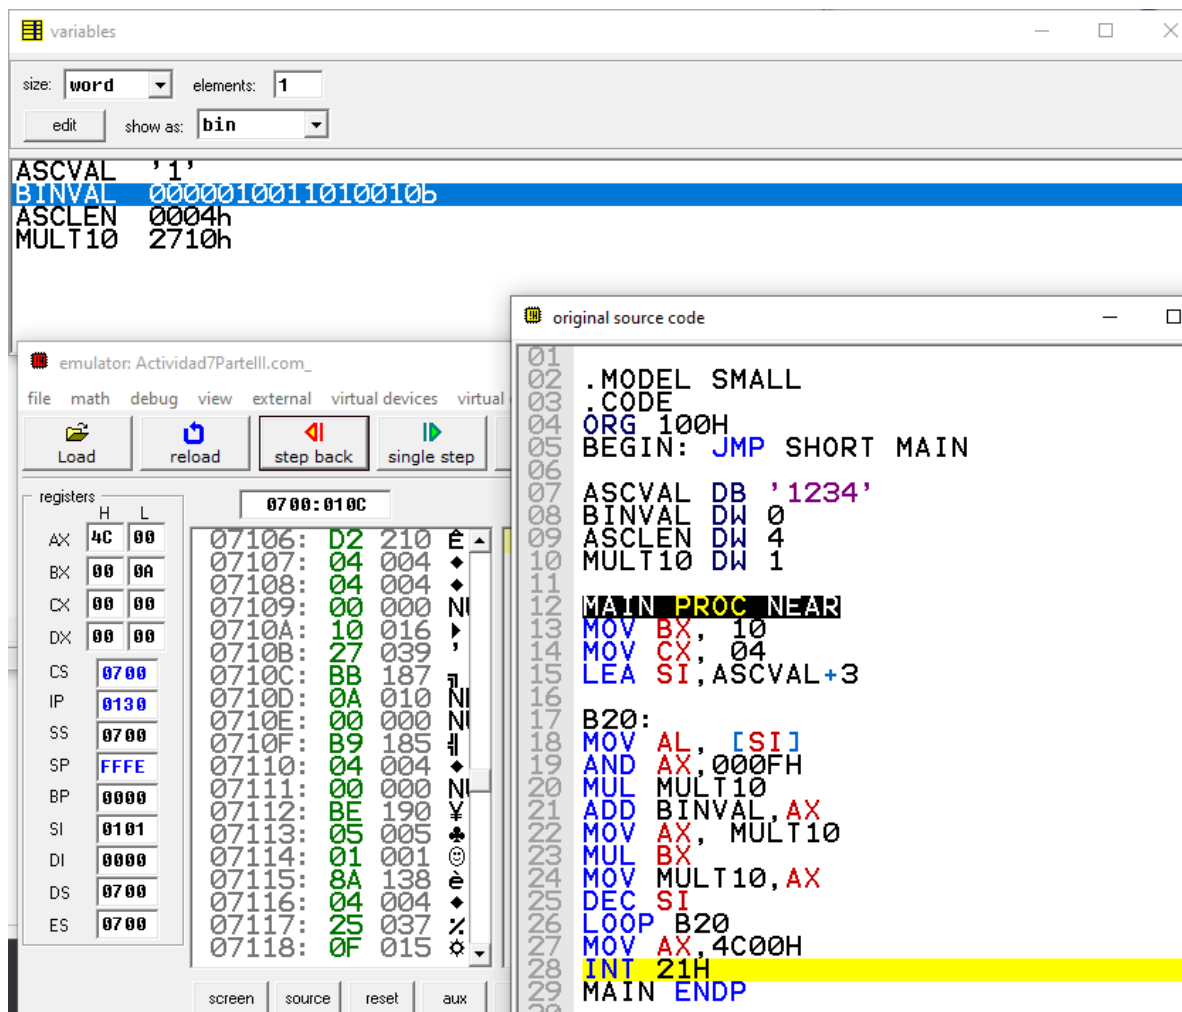 variables
size: word elements: 1
edit show as: bin
ASCVAL '1'
BINVAL 0000010011010010b
ASCLEN 0004h
MULT10 2710h
emulator: Actividad7ParteIII.com_
file math debug view external virtual devices virtual
Load reload step back single step
registers
H L
AX 4C 00
BX 00 0A
CX 00 00
DX 00 00
CS 0700
IP 0130
SS 0700
SP FFFE
BP 0000
SI 0101
DI 0000
DS 0700
ES 0700
0700:010C
07106: D2 210 Ê
07107: 04 004 ♦
07108: 04 004 ♦
07109: 00 000 NU
0710A: 10 016 ►
0710B: 27 039 '
0710C: BB 187 ╗
0710D: 0A 010 NE
0710E: 00 000 NU
0710F: B9 185 ╣
07110: 04 004 ♦
07111: 00 000 NU
07112: BE 190 ¥
07113: 05 005 ♣
07114: 01 001 ☺
07115: 8A 138 è
07116: 04 004 ♦
07117: 25 037 %
07118: 0F 015 ☼
screen source reset aux
original source code
01
02 .MODEL SMALL
03 .CODE
04 ORG 100H
05 BEGIN: JMP SHORT MAIN
06
07 ASCVAL DB '1234'
08 BINVAL DW 0
09 ASCLEN DW 4
10 MULT10 DW 1
11
12 MAIN PROC NEAR
13 MOV BX, 10
14 MOV CX, 04
15 LEA SI,ASCVAL+3
16
17 B20:
18 MOV AL, [SI]
19 AND AX,000FH
20 MUL MULT10
21 ADD BINVAL,AX
22 MOV AX, MULT10
23 MUL BX
24 MOV MULT10,AX
25 DEC SI
26 LOOP B20
27 MOV AX,4C00H
28 INT 21H
29 MAIN ENDP